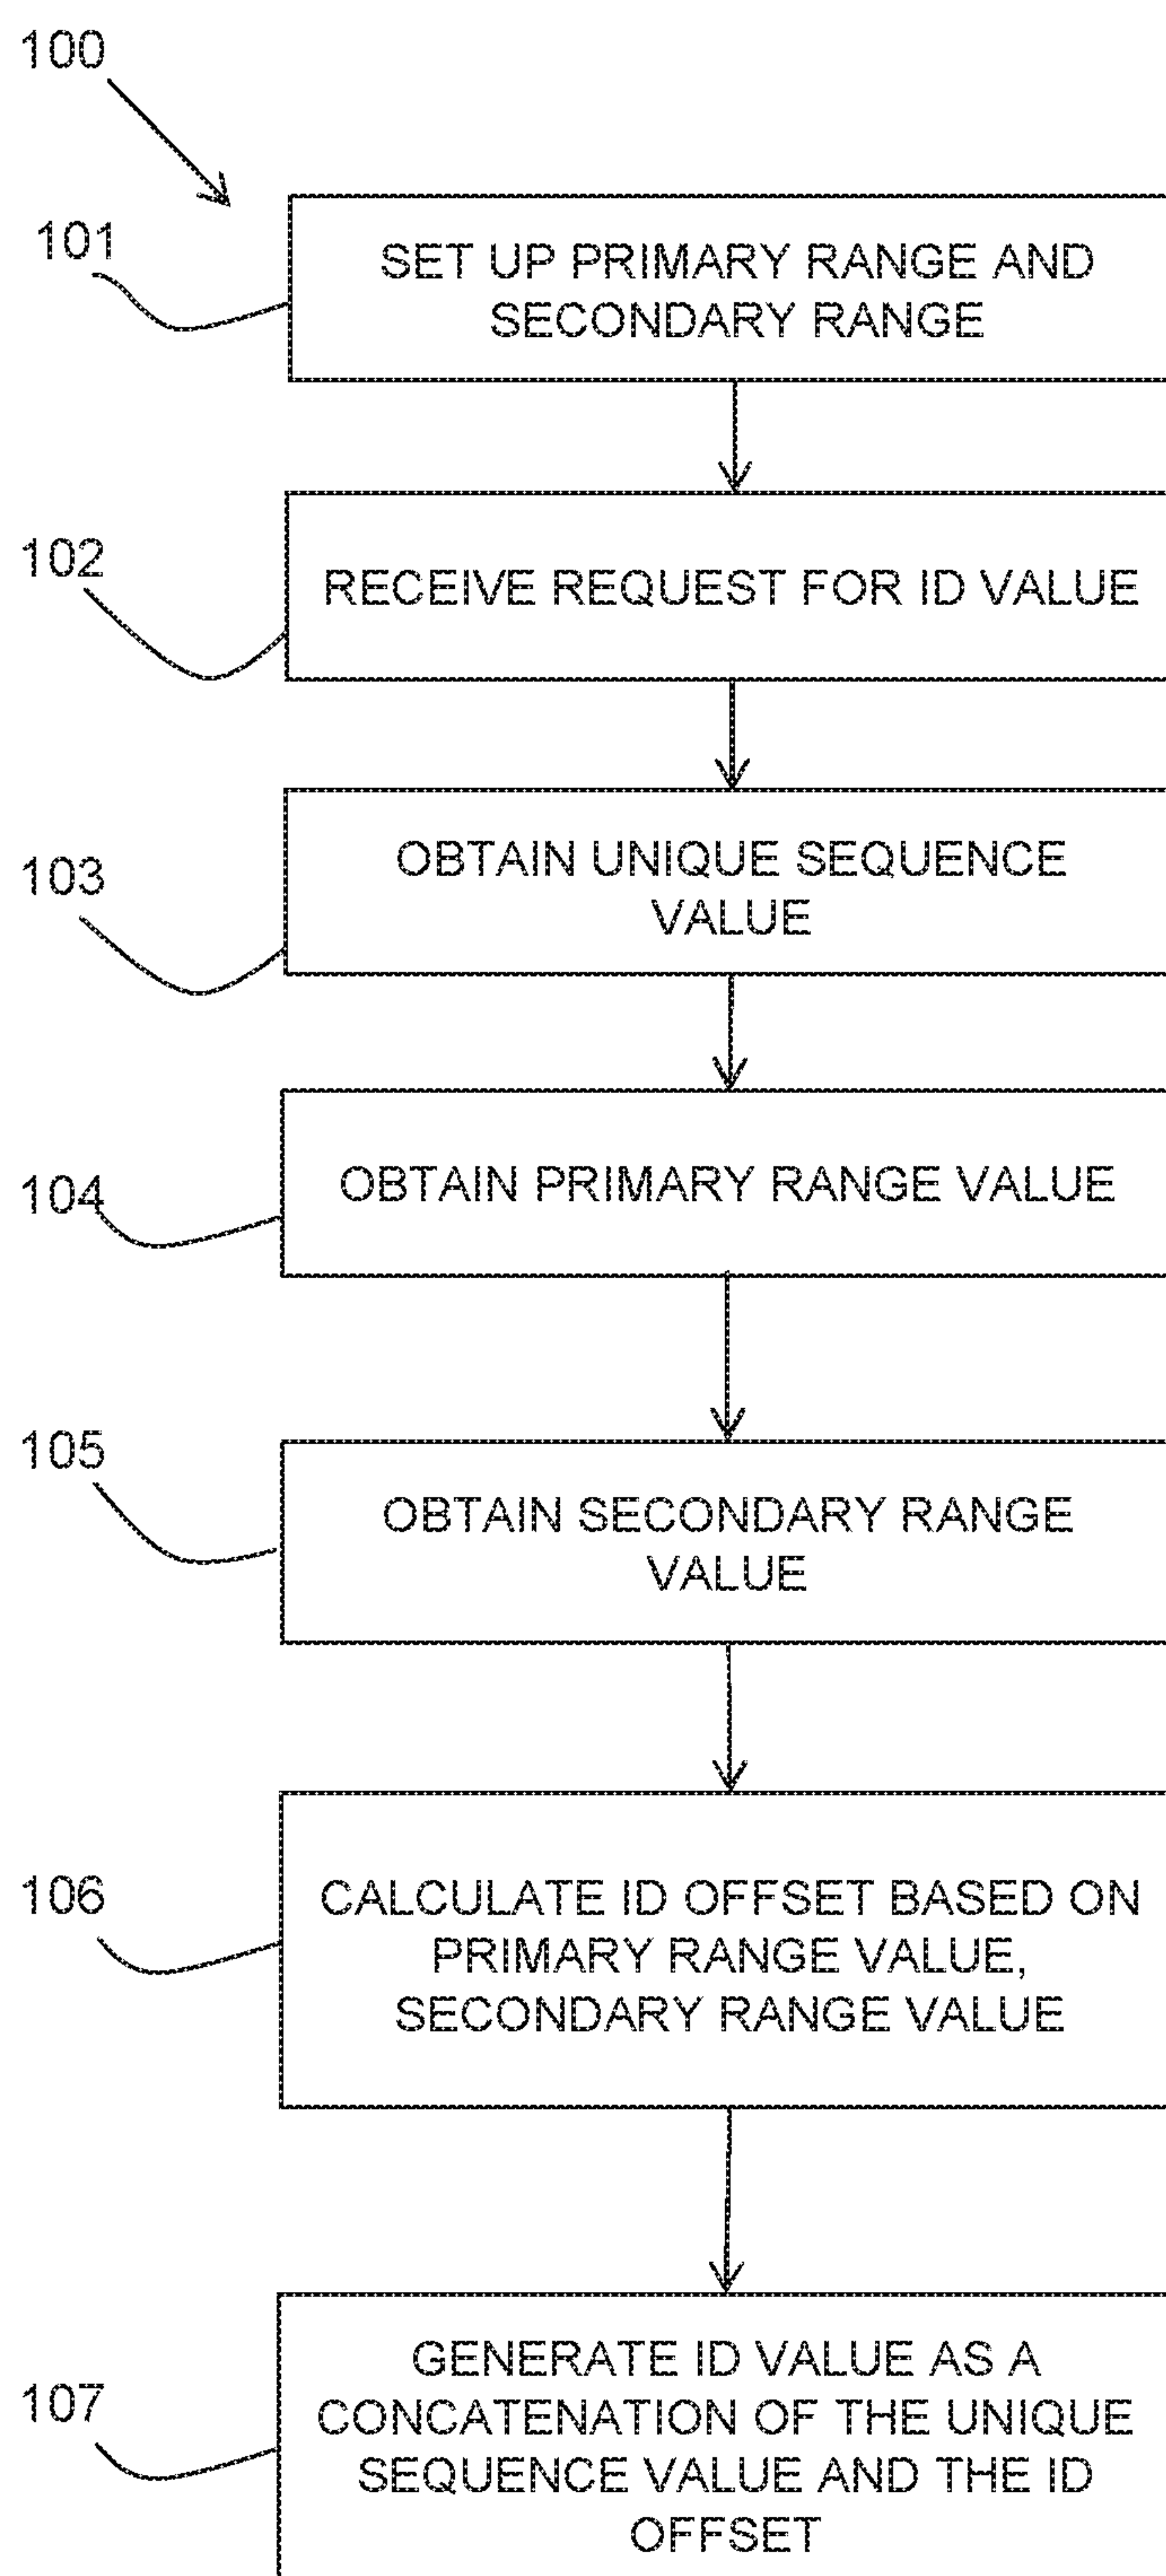 100
101
SET UP PRIMARY RANGE AND
SECONDARY RANGE
102
RECEIVE REQUEST FOR ID VALUE
103
OBTAIN UNIQUE SEQUENCE
VALUE
104
OBTAIN PRIMARY RANGE VALUE
105
OBTAIN SECONDARY RANGE
VALUE
106
CALCULATE ID OFFSET BASED ON
PRIMARY RANGE VALUE,
SECONDARY RANGE VALUE
107
GENERATE ID VALUE AS A
CONCATENATION OF THE UNIQUE
SEQUENCE VALUE AND THE ID
OFFSET